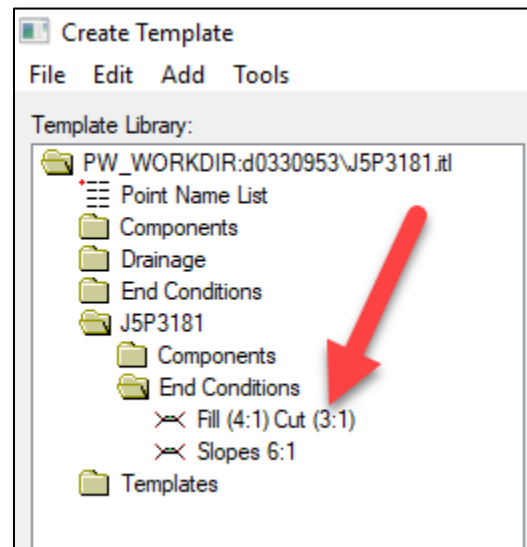 Create Template
File Edit Add Tools
Template Library:
PW_WORKDIR:d0330953\J5P3181.itl
Point Name List
Components
Drainage
End Conditions
J5P3181
Components
End Conditions
Fill (4:1) Cut (3:1)
Slopes 6:1
Templates